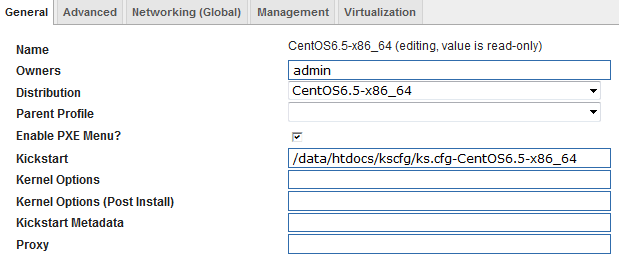 General Advanced Networking (Global) Management Virtualization
Name CentOS6.5-x86_64 (editing, value is read-only)
Owners admin
Distribution CentOS6.5-x86_64
Parent Profile
Enable PXE Menu?
Kickstart /data/htdocs/kscfg/ks.cfg-CentOS6.5-x86_64
Kernel Options
Kernel Options (Post Install)
Kickstart Metadata
Proxy